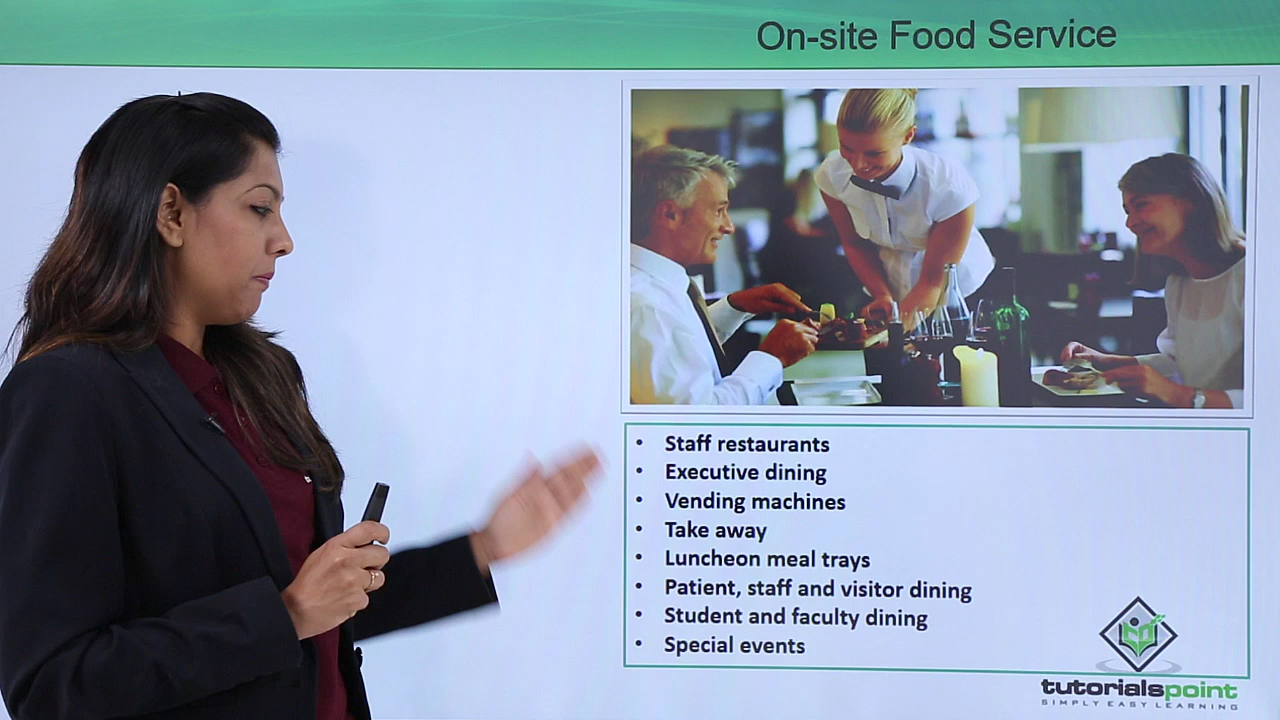 On-site Food Service
• Staff restaurants
• Executive dining
• Vending machines
• Take away
• Luncheon meal trays
• Patient, staff and visitor dining
• Student and faculty dining
• Special events
tutorialspoint
SIMPLY EASY LEARNING